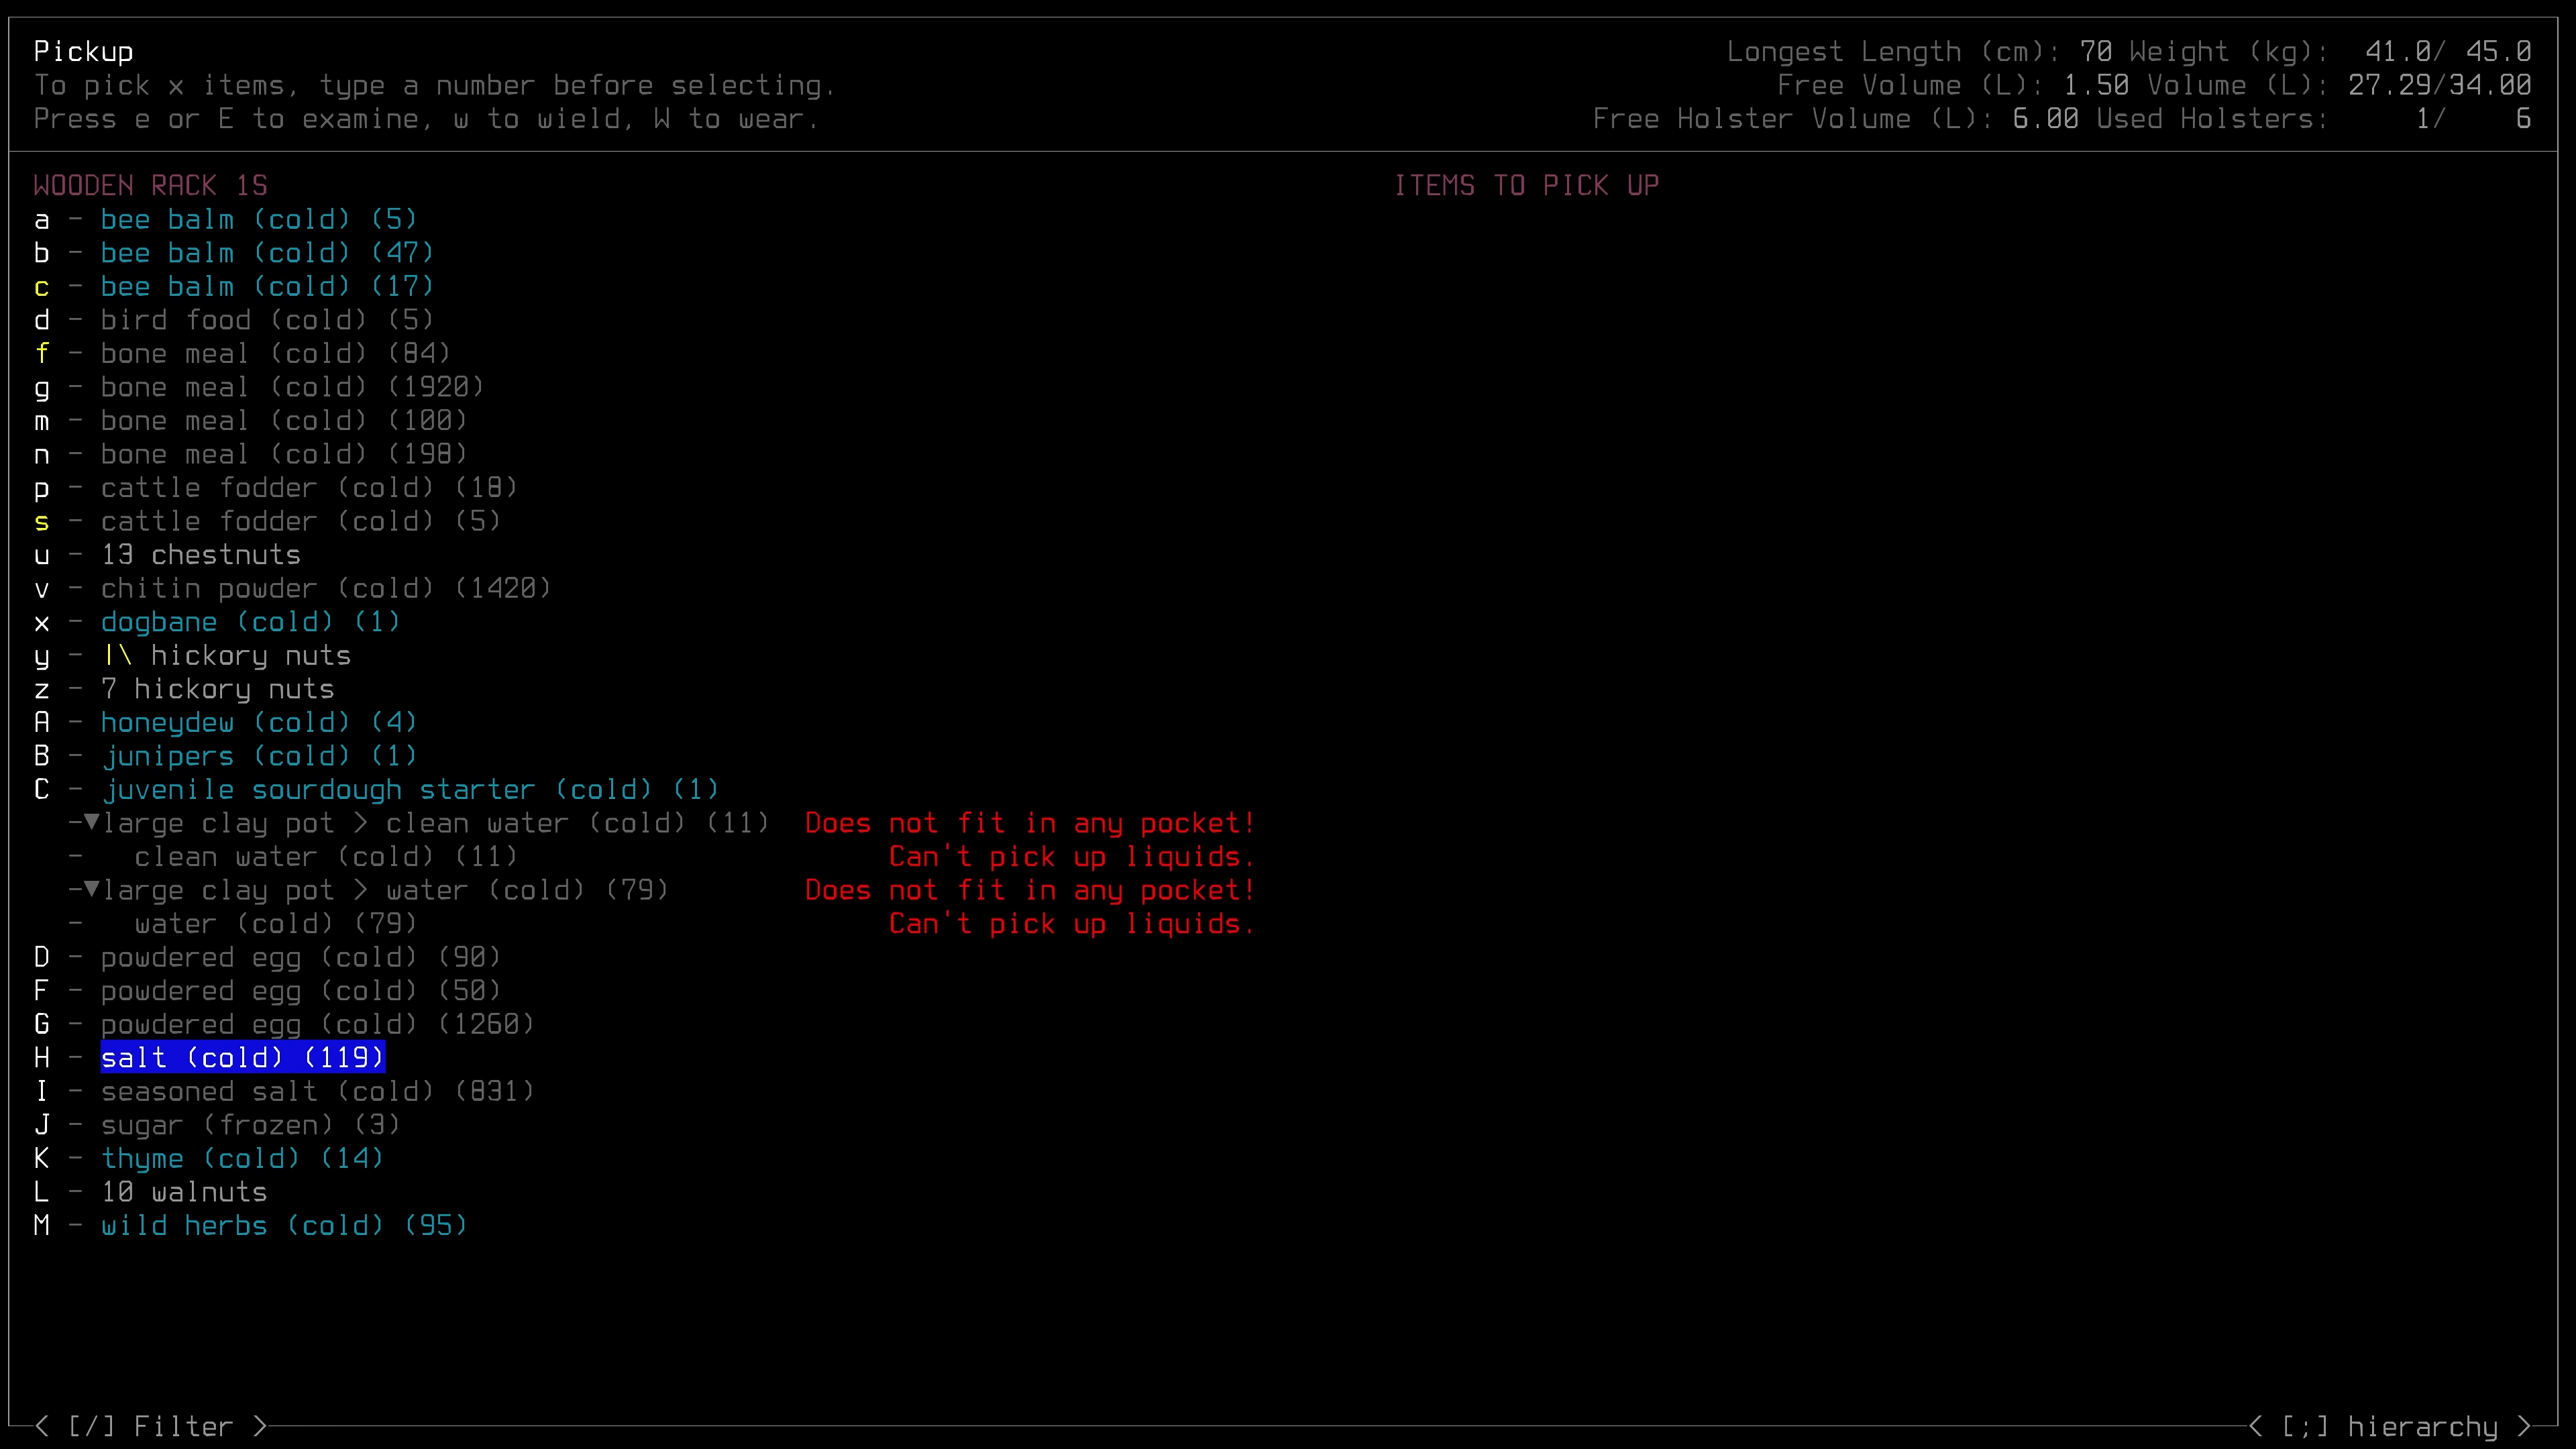 Pickup
Longest Length (cm): 70 Weight (kg): 41.0/ 45.0
To pick x items, type a number before selecting.
Free Volume (L): 1.50 Volume (L): 27.29/34.00
Press e or E to examine, w to wield, W to wear.
Free Holster Volume (L): 6.00 Used Holsters: 1/ 6
WOODEN RACK 1S
ITEMS TO PICK UP
a - bee balm (cold) (5)
b - bee balm (cold) (47)
c - bee balm (cold) (17)
d - bird food (cold) (5)
f - bone meal (cold) (84)
g - bone meal (cold) (1920)
m - bone meal (cold) (100)
n - bone meal (cold) (198)
p - cattle fodder (cold) (18)
s - cattle fodder (cold) (5)
u - 13 chestnuts
v - chitin powder (cold) (1420)
x - dogbane (cold) (1)
y - |\ hickory nuts
z - 7 hickory nuts
A - honeydew (cold) (4)
B - junipers (cold) (1)
C - juvenile sourdough starter (cold) (1)
-▼large clay pot > clean water (cold) (11) Does not fit in any pocket!
- clean water (cold) (11) Can't pick up liquids.
-▼large clay pot > water (cold) (79) Does not fit in any pocket!
- water (cold) (79) Can't pick up liquids.
D - powdered egg (cold) (90)
F - powdered egg (cold) (50)
G - powdered egg (cold) (1260)
H - salt (cold) (119)
I - seasoned salt (cold) (831)
J - sugar (frozen) (3)
K - thyme (cold) (14)
L - 10 walnuts
M - wild herbs (cold) (95)
< [/] Filter >
< [;] hierarchy >